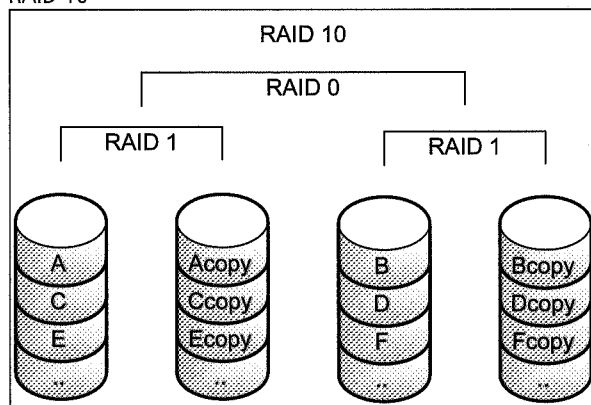 RAID 10
RAID 0
RAID 1
RAID 1
A
Acopy
B
Bcopy
C
Ccopy
D
Dcopy
E
Ecopy
F
Fcopy
..
..
..
..